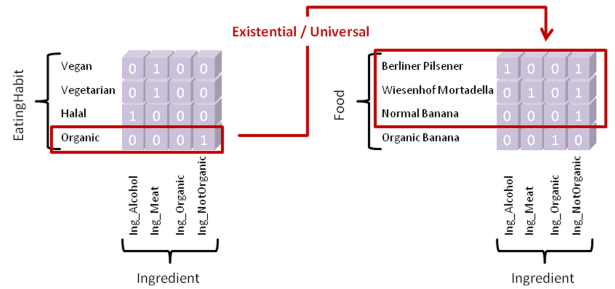 Existential / Universal
EatingHabit
Vegan 0 1 0 0
Vegetarian 0 1 0 0
Halal 1 0 0 0
Organic 0 0 0 1
Ing_Alcohol
Ing_Meat
Ing_Organic
Ing_NotOrganic
Ingredient
Food
Berliner Pilsener 1 0 0 1
Wiesenhof Mortadella 0 1 0 1
Normal Banana 0 0 0 1
Organic Banana 0 0 1 0
Ing_Alcohol
Ing_Meat
Ing_Organic
Ing_NotOrganic
Ingredient